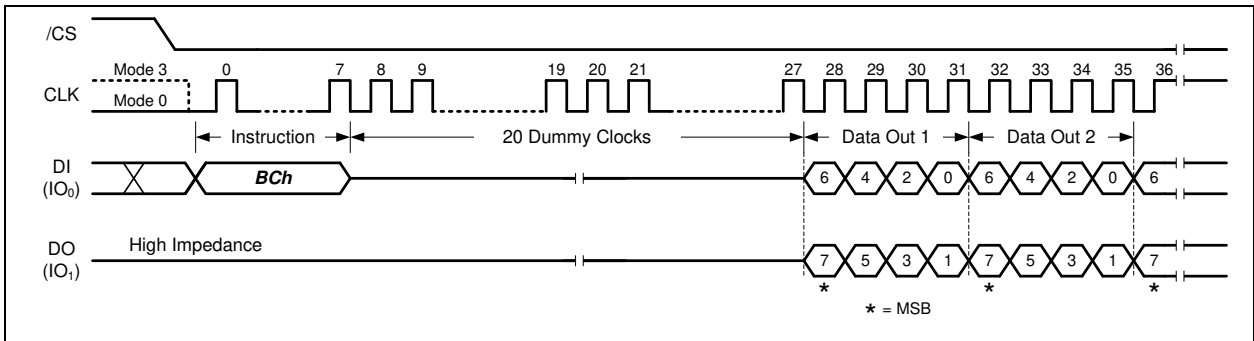 /CS
Mode 3 0 7 8 9 19 20 21 27 28 29 30 31 32 33 34 35 36
CLK
Mode 0
Instruction 20 Dummy Clocks Data Out 1 Data Out 2
DI
(IO0) BCh 6 4 2 0 6 4 2 0 6
DO High Impedance
(IO1) 7 5 3 1 7 5 3 1 7
* * *
* = MSB